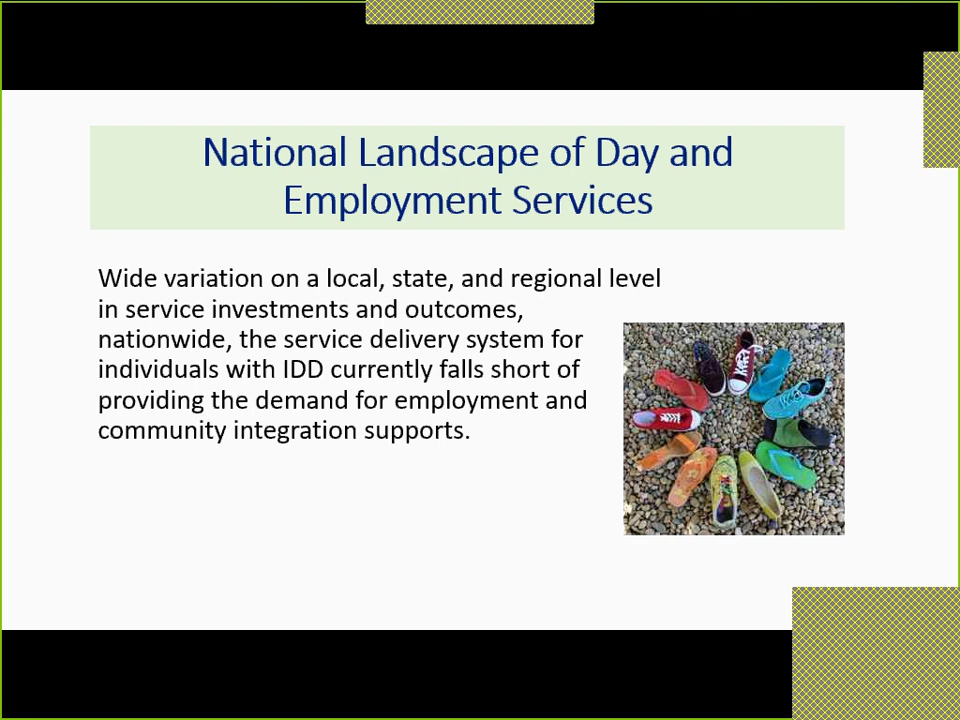 National Landscape of Day and
Employment Services
Wide variation on a local, state, and regional level
in service investments and outcomes,
nationwide, the service delivery system for
individuals with IDD currently falls short of
providing the demand for employment and
community integration supports.